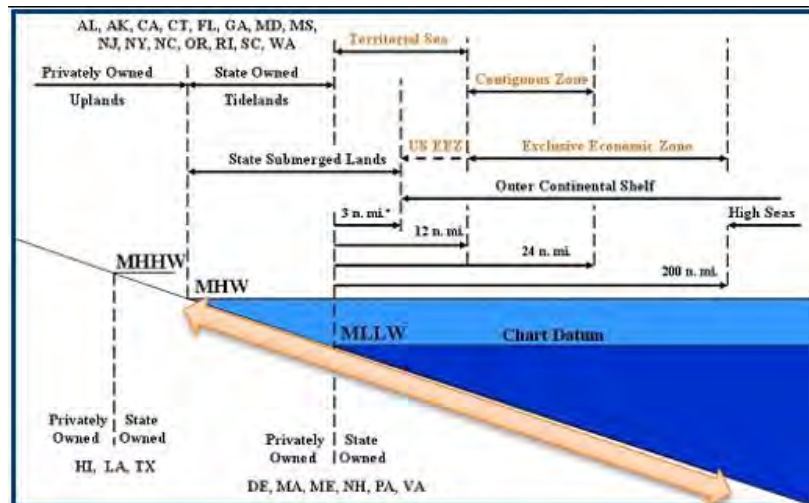 AL, AK, CA, CT, FL, GA, MD, MS,
NJ, NY, NC, OR, RI, SC, WA
Territorial Sea
Privately Owned
State Owned
Contiguous Zone
Uplands
Tidelands
US EEZ
Exclusive Economic Zone
State Submerged Lands
Outer Continental Shelf
3 n. mi.*
High Seas
12 n. mi.
24 n. mi.
MHHW
200 n. mi.
MHW
MLLW
Chart Datum
Privately
Owned
State
Owned
Privately
Owned
State
Owned
HI, LA, TX
DE, MA, ME, NH, PA, VA